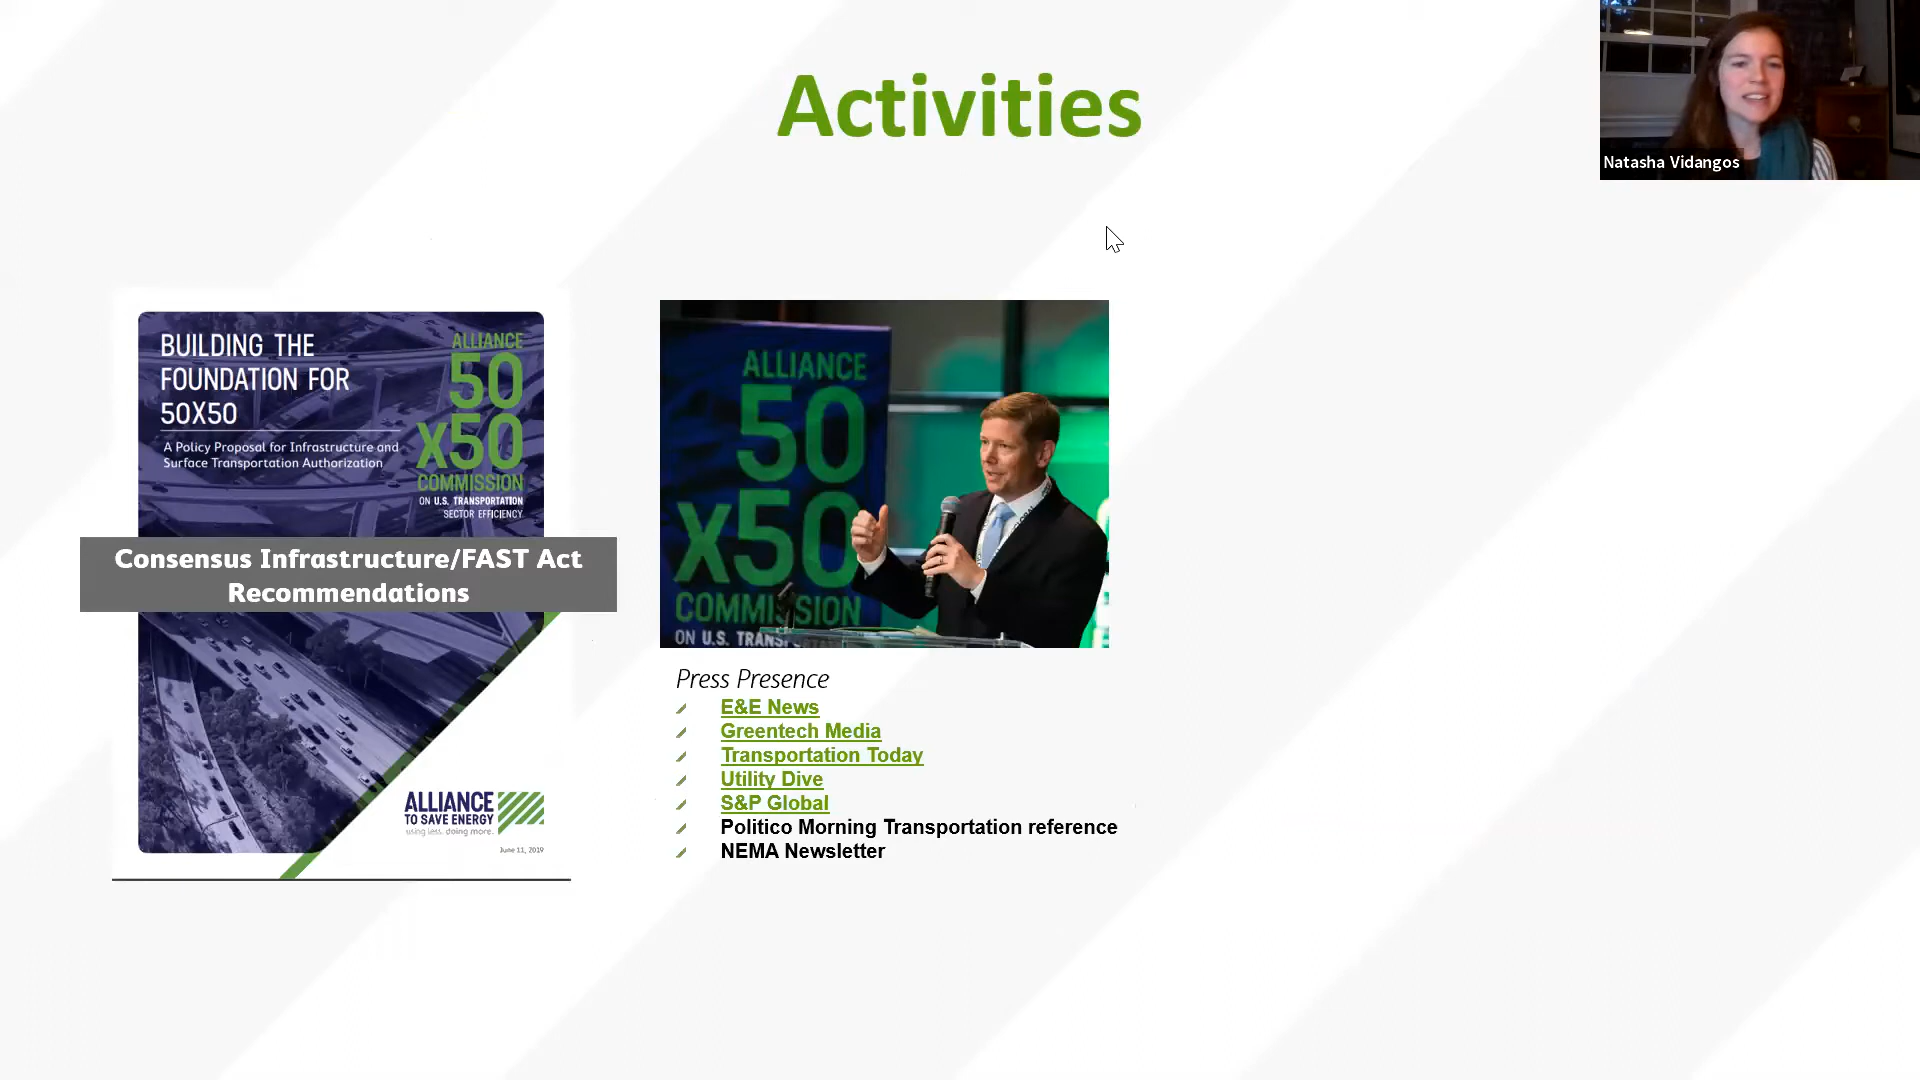 Activities
Natasha Vidangos
BUILDING THE
FOUNDATION FOR
50X50
A Policy Proposal for Infrastructure and
Surface Transportation Authorization
ALLIANCE
50
x50
COMMISSION
ON U.S. TRANSPORTATION
SECTOR EFFICIENCY
Consensus Infrastructure/FAST Act
Recommendations
ALLIANCE
TO SAVE ENERGY
using less. doing more.
June 11, 2019
ALLIANCE
50
x50
COMMISSION
ON U.S.
Press Presence
E&E News
Greentech Media
Transportation Today
Utility Dive
S&P Global
Politico Morning Transportation reference
NEMA Newsletter